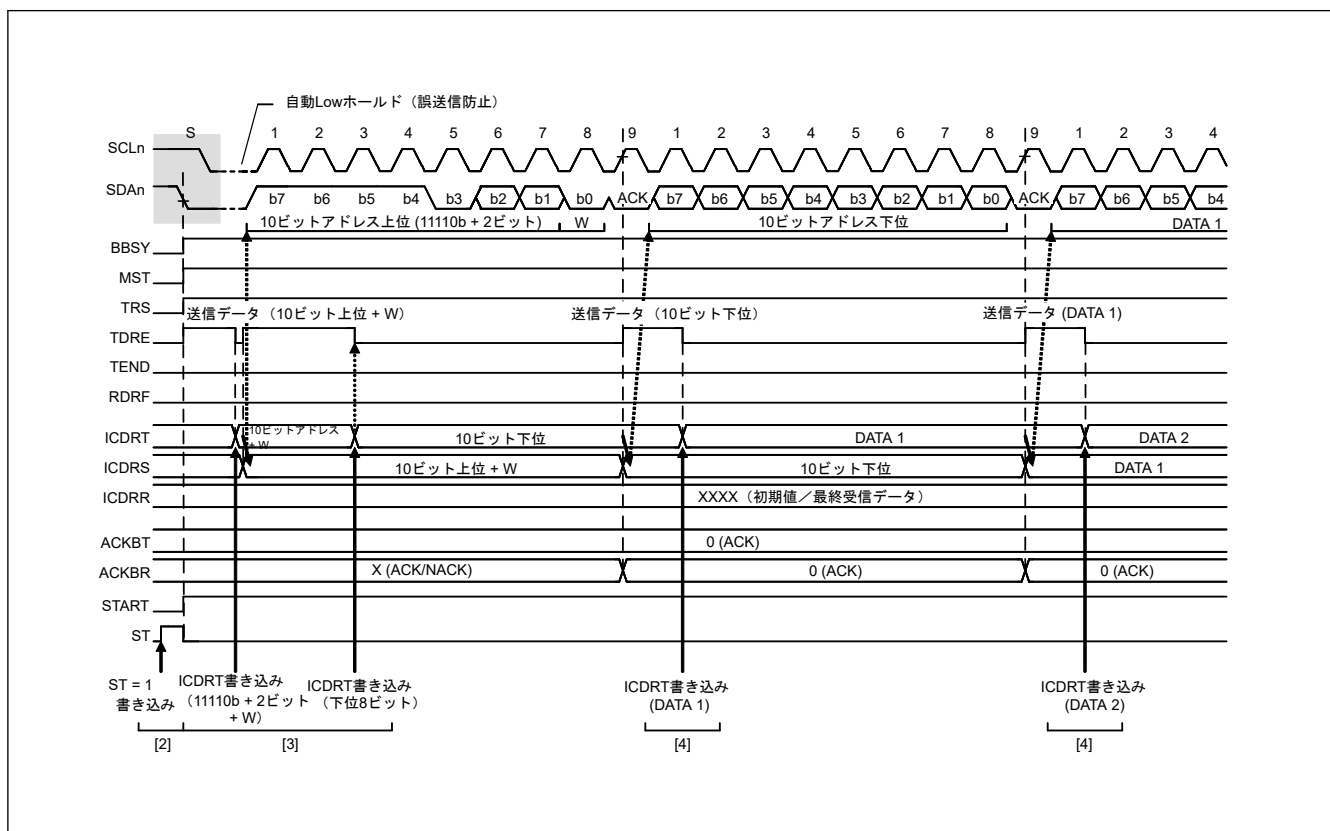 自動Lowホールド（誤送信防止）
S 1 2 3 4 5 6 7 8 9 1 2 3 4 5 6 7 8 9 1 2 3 4
SCLn
SDAn b7 b6 b5 b4 b3 b2 b1 b0 ACK b7 b6 b5 b4 b3 b2 b1 b0 ACK b7 b6 b5 b4
10ビットアドレス上位 (11110b + 2ビット) W 10ビットアドレス下位 DATA 1
BBSY
MST
TRS
送信データ（10ビット上位 + W） 送信データ（10ビット下位） 送信データ (DATA 1)
TDRE
TEND
RDRF
ICDRT 10ビットアドレス + W 10ビット下位 DATA 1 DATA 2
ICDRS 10ビット上位 + W 10ビット下位 DATA 1
ICDRR XXXX（初期値／最終受信データ）
ACKBT 0 (ACK)
ACKBR X (ACK/NACK) 0 (ACK) 0 (ACK)
START
ST
ST = 1
書き込み
ICDRT書き込み
（11110b + 2ビット
+ W）
ICDRT書き込み
（下位8ビット）
ICDRT書き込み
(DATA 1)
ICDRT書き込み
(DATA 2)
[2] [3] [4] [4]